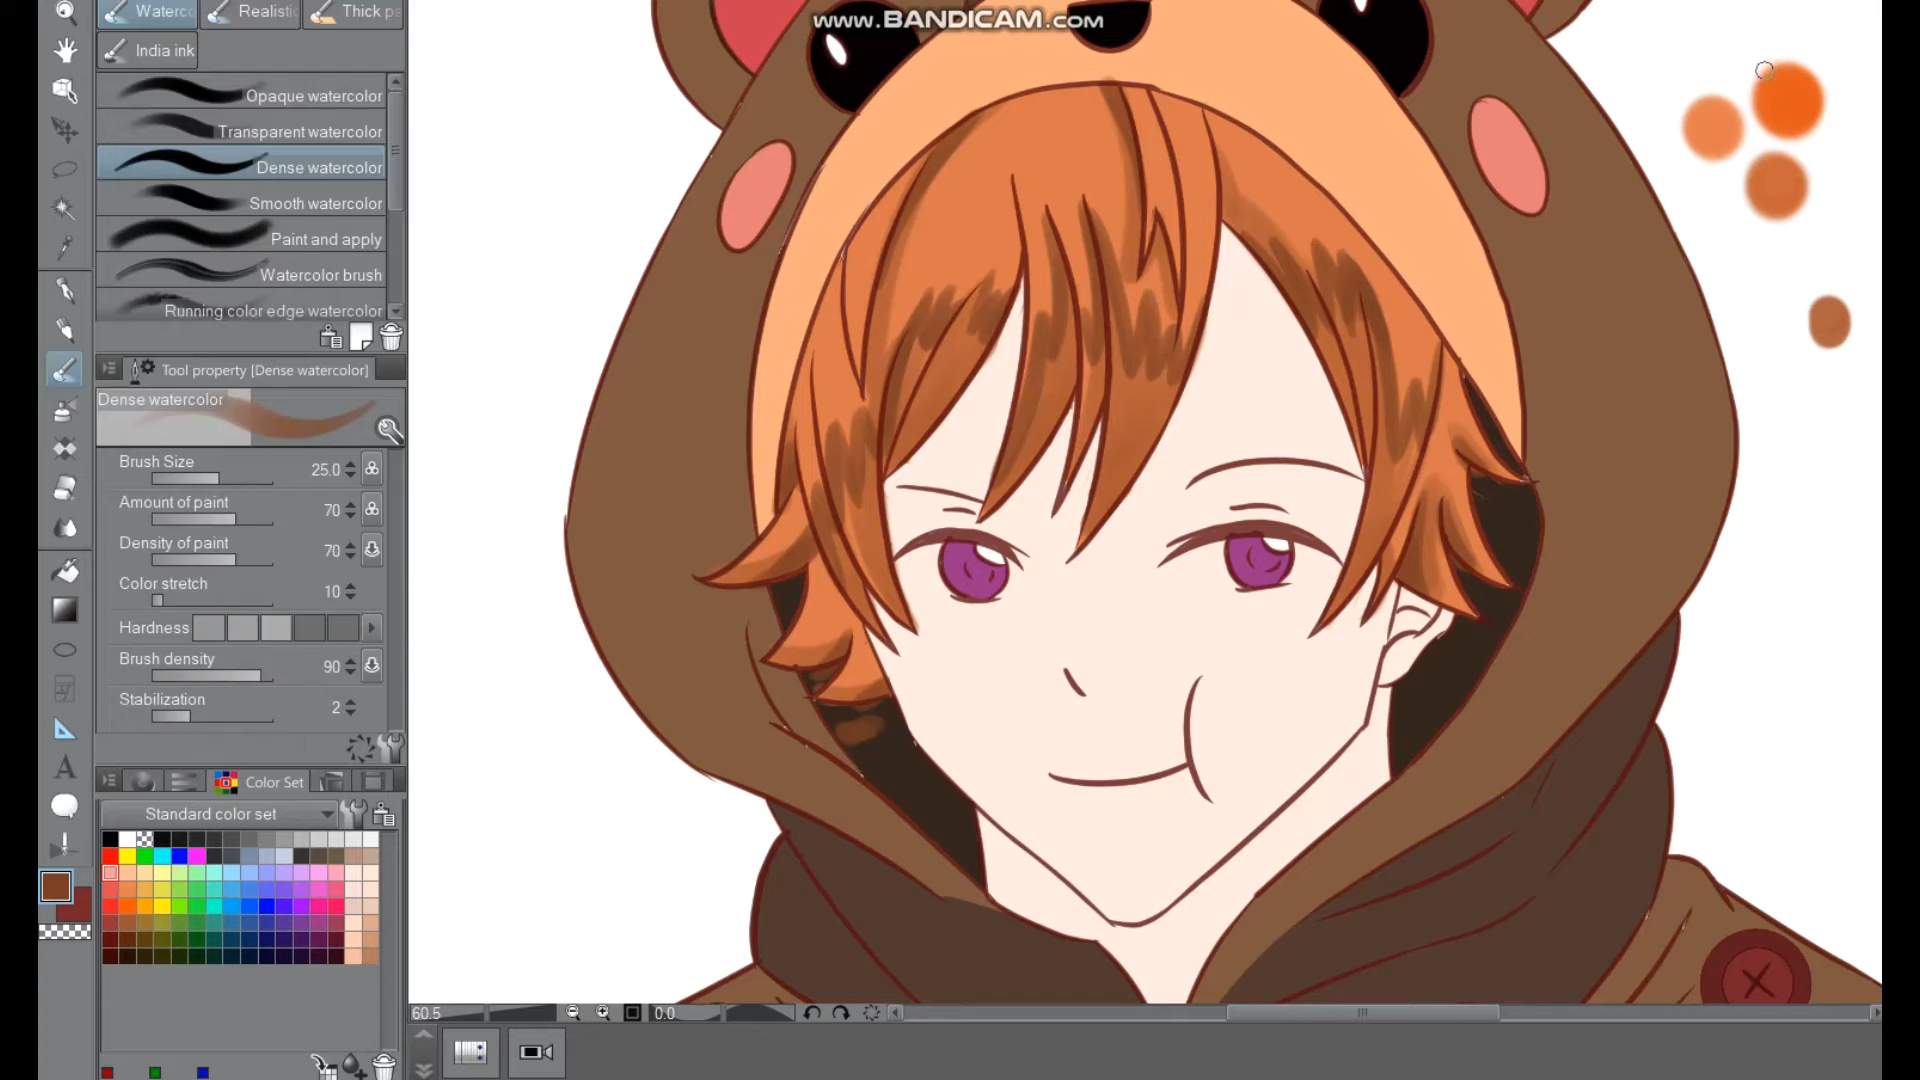 www.BANDICAM.com
Waterco
Realistic
Thick pa
India ink
Opaque watercolor
Transparent watercolor
Dense watercolor
Smooth watercolor
Paint and apply
Watercolor brush
Running color edge watercolor
Tool property [Dense watercolor]
Dense watercolor
Brush Size 25.0
Amount of paint 70
Density of paint 70
Color stretch 10
Hardness
Brush density 90
Stabilization 2
Color Set
Standard color set
60.5 0.0